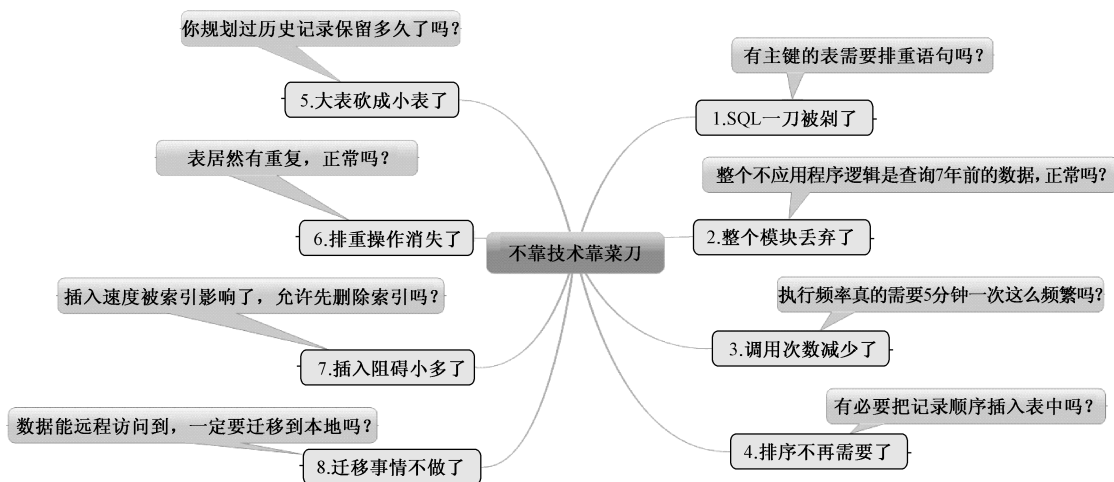 不靠技术靠菜刀
有主键的表需要排重语句吗？
1.SQL一刀被剁了
整个不应用程序逻辑是查询7年前的数据，正常吗？
2.整个模块丢弃了
执行频率真的需要5分钟一次这么频繁吗？
3.调用次数减少了
有必要把记录顺序插入表中吗？
4.排序不再需要了
你规划过历史记录保留多久了吗？
5.大表砍成小表了
表居然有重复，正常吗？
6.排重操作消失了
插入速度被索引影响了，允许先删除索引吗？
7.插入阻碍小多了
数据能远程访问到，一定要迁移到本地吗？
8.迁移事情不做了